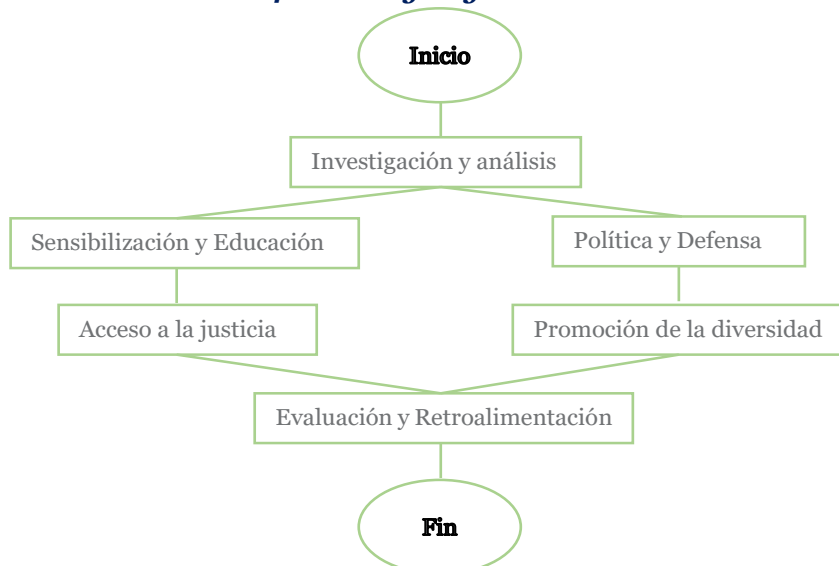 Inicio
Investigación y análisis
Sensibilización y Educación
Política y Defensa
Acceso a la justicia
Promoción de la diversidad
Evaluación y Retroalimentación
Fin